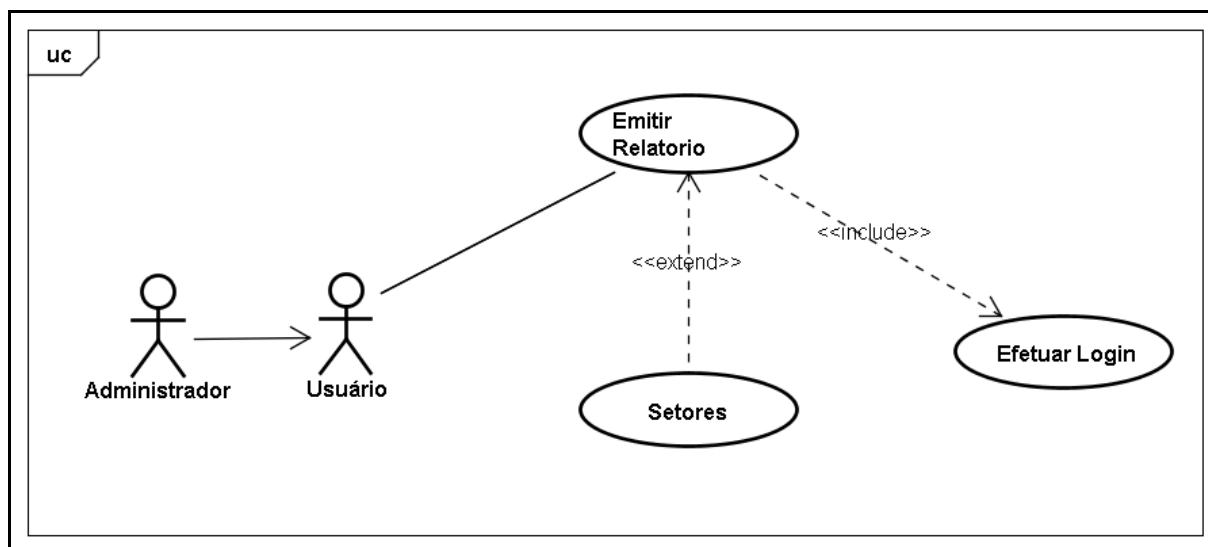 uc
Emitir
Relatorio
<<include>>
<<extend>>
Efetuar Login
Administrador
Usuário
Setores